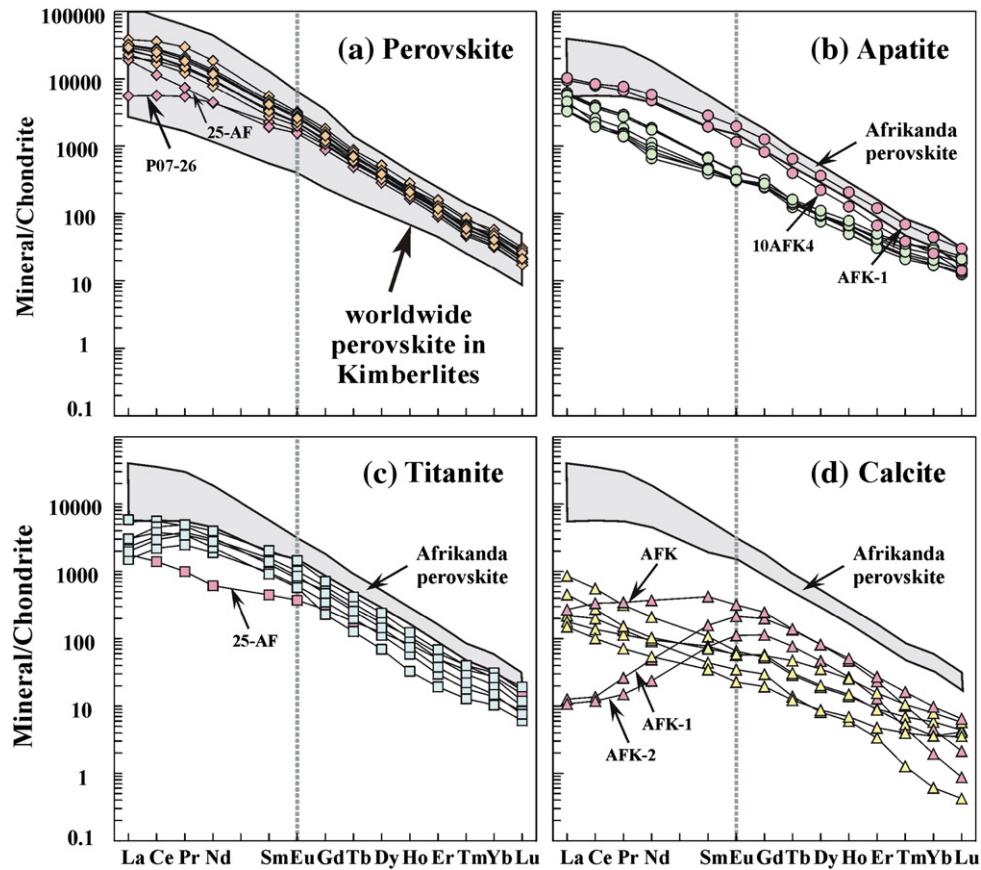 Mineral/Chondrite
100000
10000
1000
100
10
1
0.1
(a) Perovskite
25-AF
P07-26
worldwide
perovskite in
Kimberlites
(b) Apatite
Afrikanda
perovskite
10AFK4
AFK-1
Mineral/Chondrite
10000
1000
100
10
1
0.1
(c) Titanite
Afrikanda
perovskite
25-AF
La Ce Pr Nd Sm Eu Gd Tb Dy Ho Er Tm Yb Lu
(d) Calcite
AFK
Afrikanda
perovskite
AFK-1
AFK-2
La Ce Pr Nd Sm Eu Gd Tb Dy Ho Er Tm Yb Lu